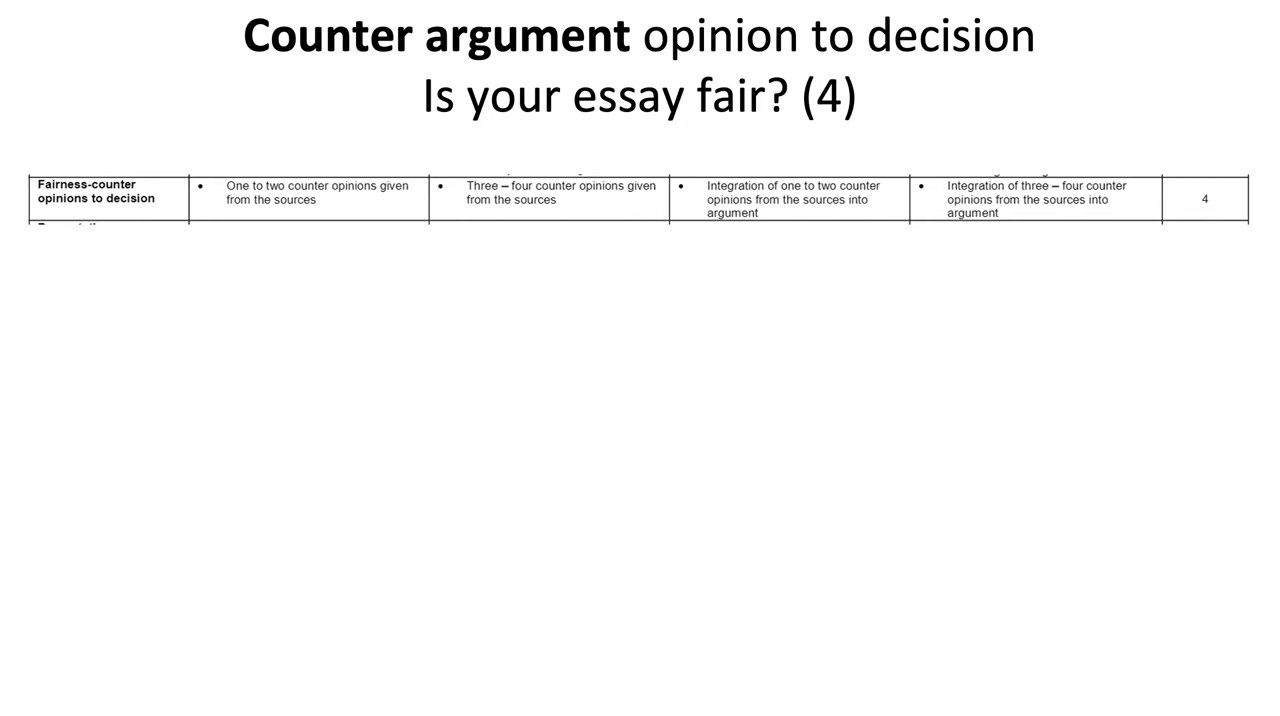 Counter argument opinion to decision
Is your essay fair? (4)
Fairness-counter
opinions to decision
• One to two counter opinions given
from the sources
• Three – four counter opinions given
from the sources
• Integration of one to two counter
opinions from the sources into
argument
• Integration of three – four counter
opinions from the sources into
argument
4